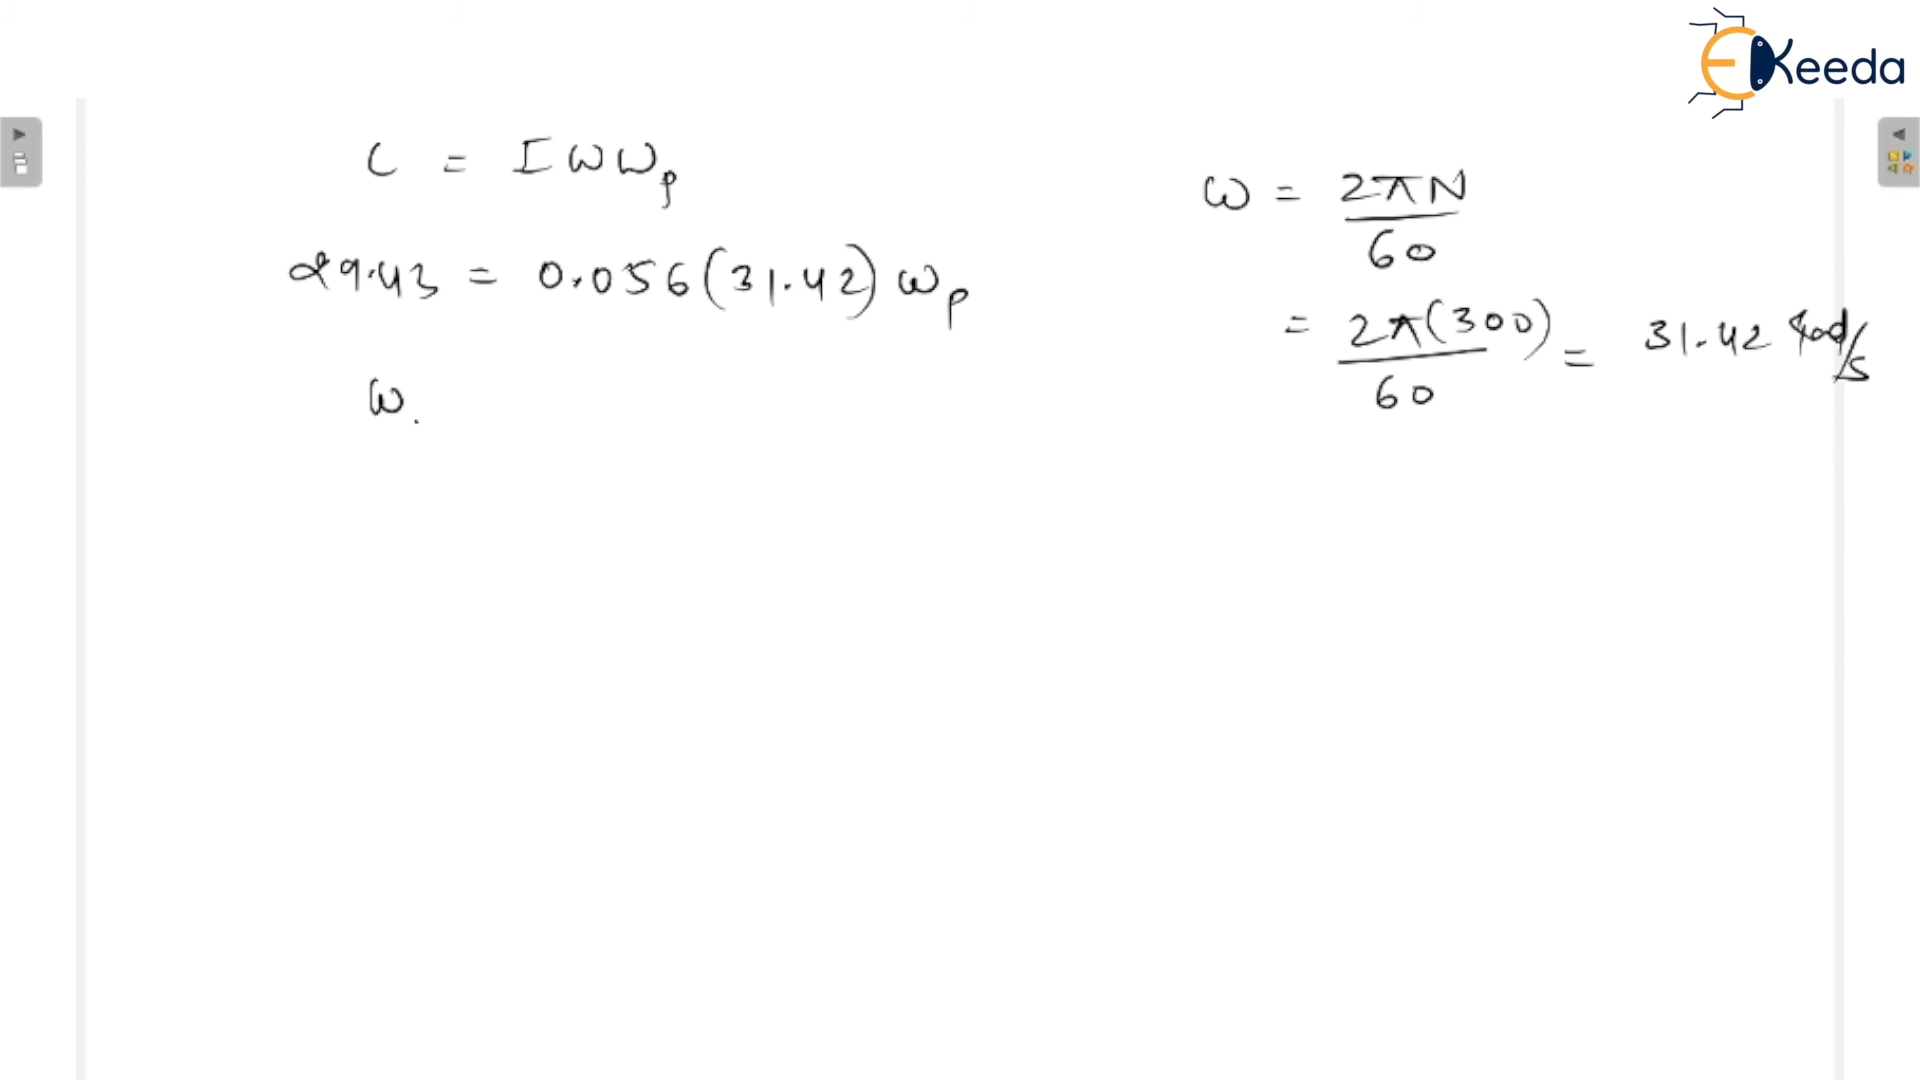 EKeeda
C = IωωP
29.43 = 0.056(31.42) ωP
ω.
ω = 2πN
60
= 2π(300) = 31.42 rad/s
60